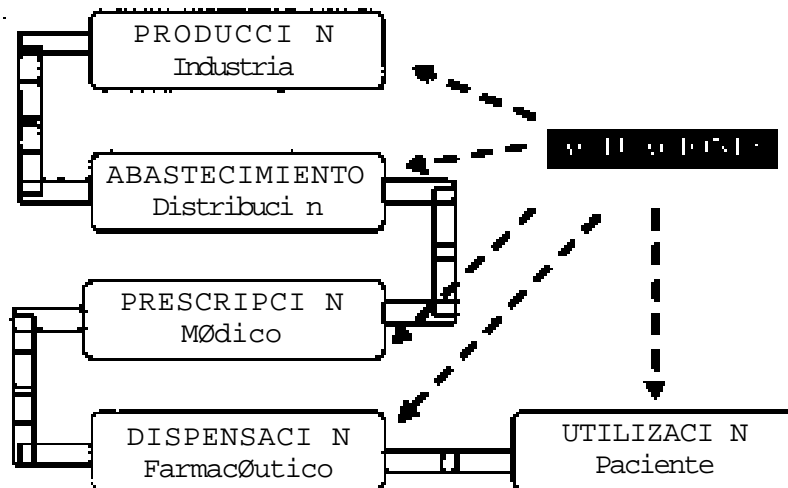 PRODUCCI N
Industria
ABASTECIMIENTO
Distribuci n
PRESCRIPCI N
MØdico
DISPENSACI N
FarmacØutico
UTILIZACI N
Paciente